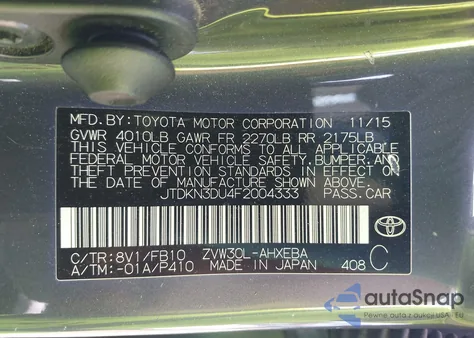 MFD.BY:TOYOTA MOTOR CORPORATION 11/15
GVWR 4010LB GAWR FR 2270LB RR 2175LB
THIS VEHICLE CONFORMS TO ALL APPLICABLE
FEDERAL MOTOR VEHICLE SAFETY, BUMPER, AND
THEFT PREVENTION STANDARDS IN EFFECT ON
THE DATE OF MANUFACTURE SHOWN ABOVE.
JTDKN3DU4F2004333 PASS.CAR
C/TR:8V1/FB10 ZVW30L-AHXEBA
A/TM:-01A/P410 MADE IN JAPAN 408 C
TOYOTA
autaSnap